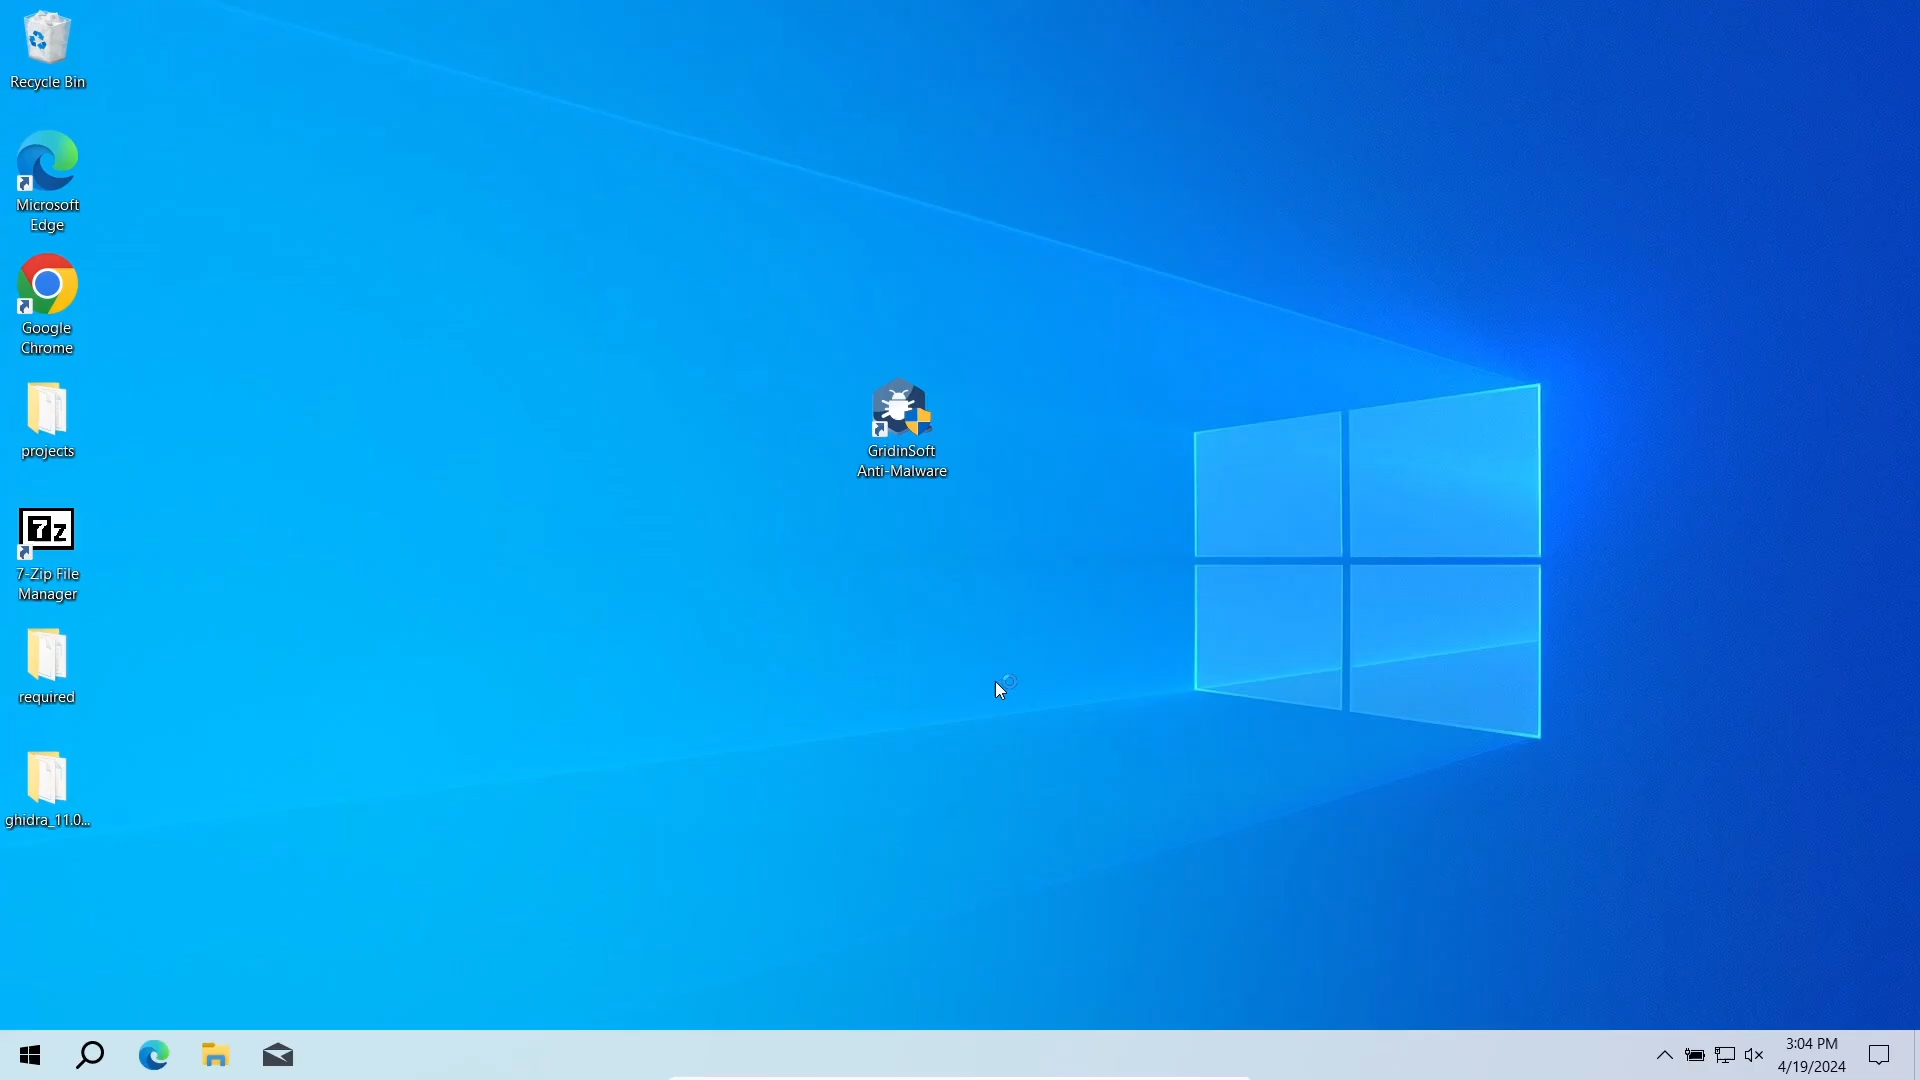 Recycle Bin
Microsoft
Edge
Google
Chrome
projects
7z
7-Zip File
Manager
required
ghidra_11.0...
GridinSoft
Anti-Malware
3:04 PM
4/19/2024